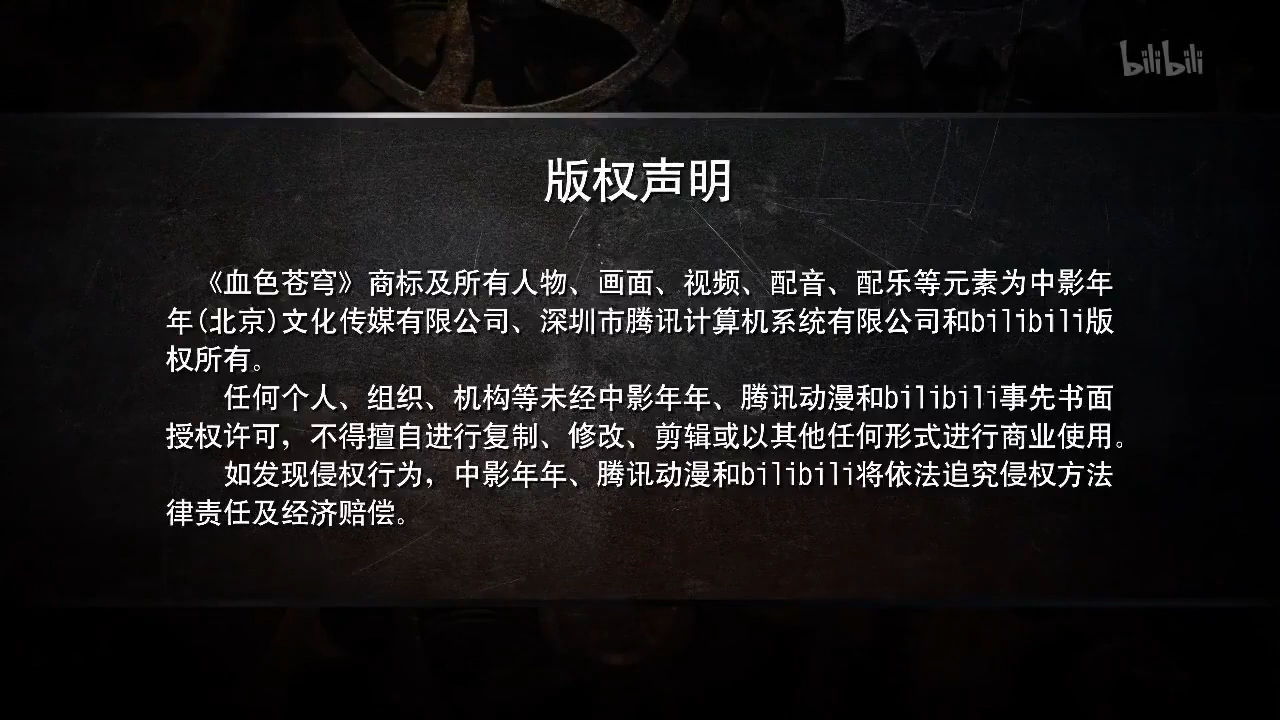 bilibili
版权声明
《血色苍穹》商标及所有人物、画面、视频、配音、配乐等元素为中影年
年(北京)文化传媒有限公司、深圳市腾讯计算机系统有限公司和bilibili版
权所有。
任何个人、组织、机构等未经中影年年、腾讯动漫和bilibili事先书面
授权许可，不得擅自进行复制、修改、剪辑或以其他任何形式进行商业使用。
如发现侵权行为，中影年年、腾讯动漫和bilibili将依法追究侵权方法
律责任及经济赔偿。